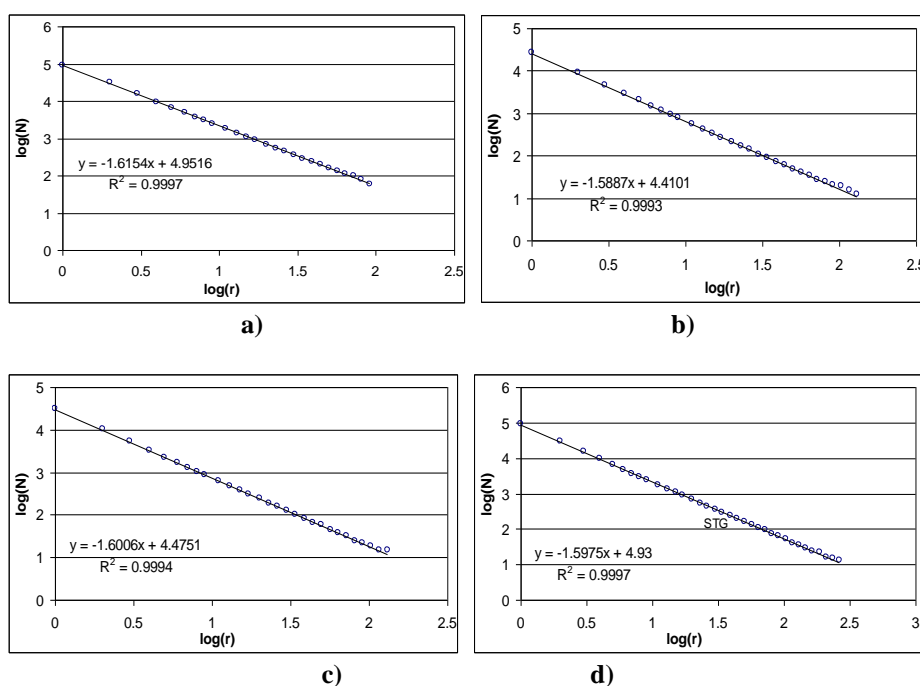 6
5
4
3
2
1
0
log(N)
y = -1.6154x + 4.9516
R² = 0.9997
0 0.5 1 1.5 2 2.5
log(r)
a)
5
4
3
2
1
0
log(N)
y = -1.5887x + 4.4101
R² = 0.9993
0 0.5 1 1.5 2 2.5
log(r)
b)
5
4
3
2
1
0
log(N)
y = -1.6006x + 4.4751
R² = 0.9994
0 0.5 1 1.5 2 2.5
log(r)
c)
6
5
4
3
2
1
0
log(N)
STG
y = -1.5975x + 4.93
R² = 0.9997
0 0.5 1 1.5 2 2.5 3
log(r)
d)